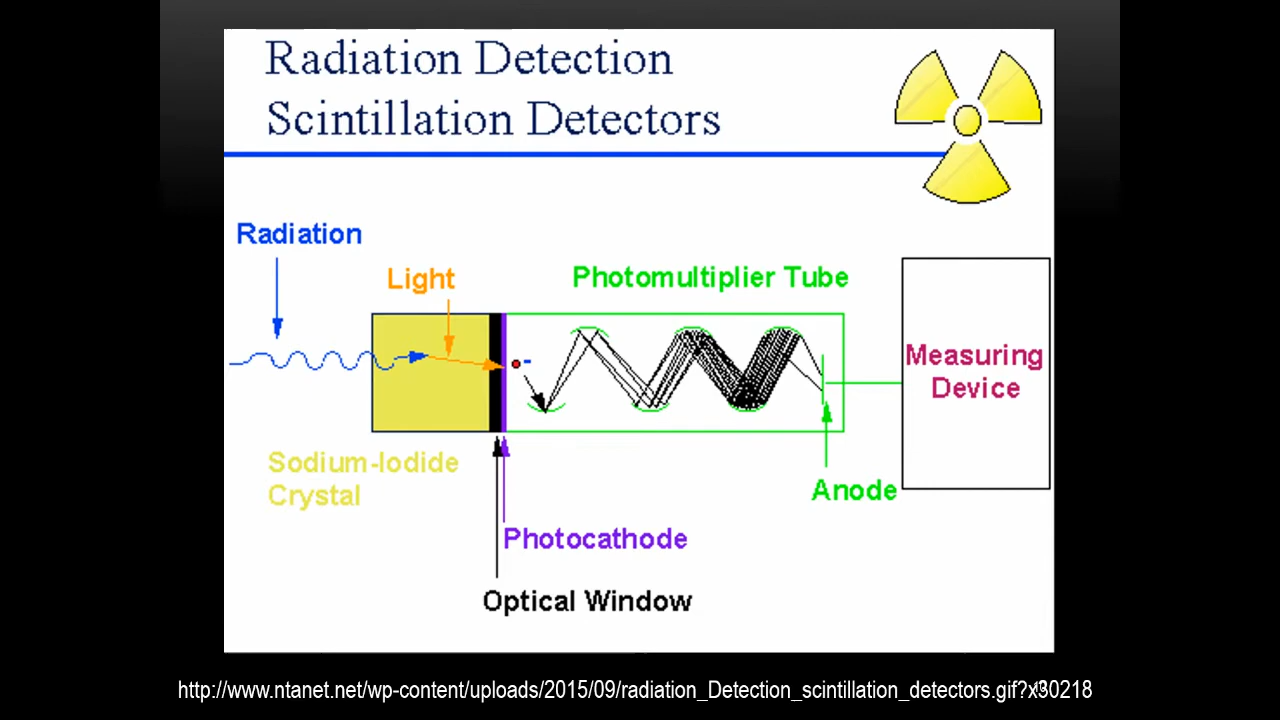 Radiation Detection
Scintillation Detectors
Radiation
Light
Photomultiplier Tube
Measuring
Device
Sodium-Iodide
Crystal
Anode
Photocathode
Optical Window
http://www.ntanet.net/wp-content/uploads/2015/09/radiation_Detection_scintillation_detectors.gif?x30218